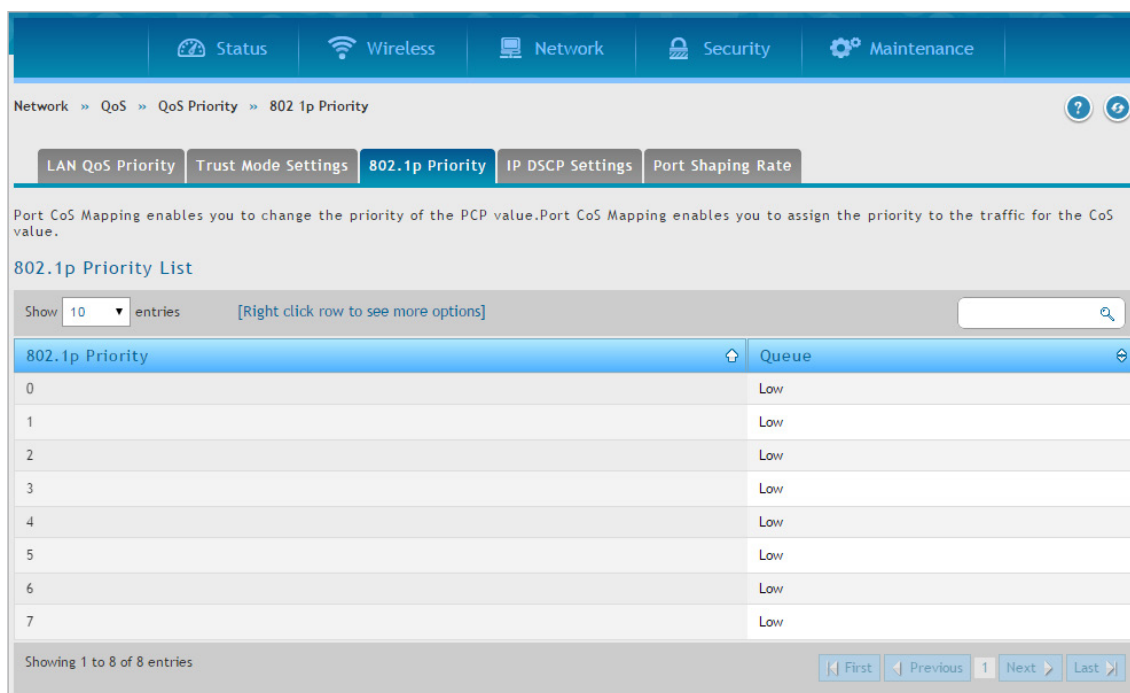 Status Wireless Network Security Maintenance
Network » QoS » QoS Priority » 802 1p Priority
LAN QoS Priority Trust Mode Settings 802.1p Priority IP DSCP Settings Port Shaping Rate
Port CoS Mapping enables you to change the priority of the PCP value.Port CoS Mapping enables you to assign the priority to the traffic for the CoS
value.
802.1p Priority List
Show 10 entries [Right click row to see more options]
802.1p Priority Queue
0 Low
1 Low
2 Low
3 Low
4 Low
5 Low
6 Low
7 Low
Showing 1 to 8 of 8 entries First Previous 1 Next Last